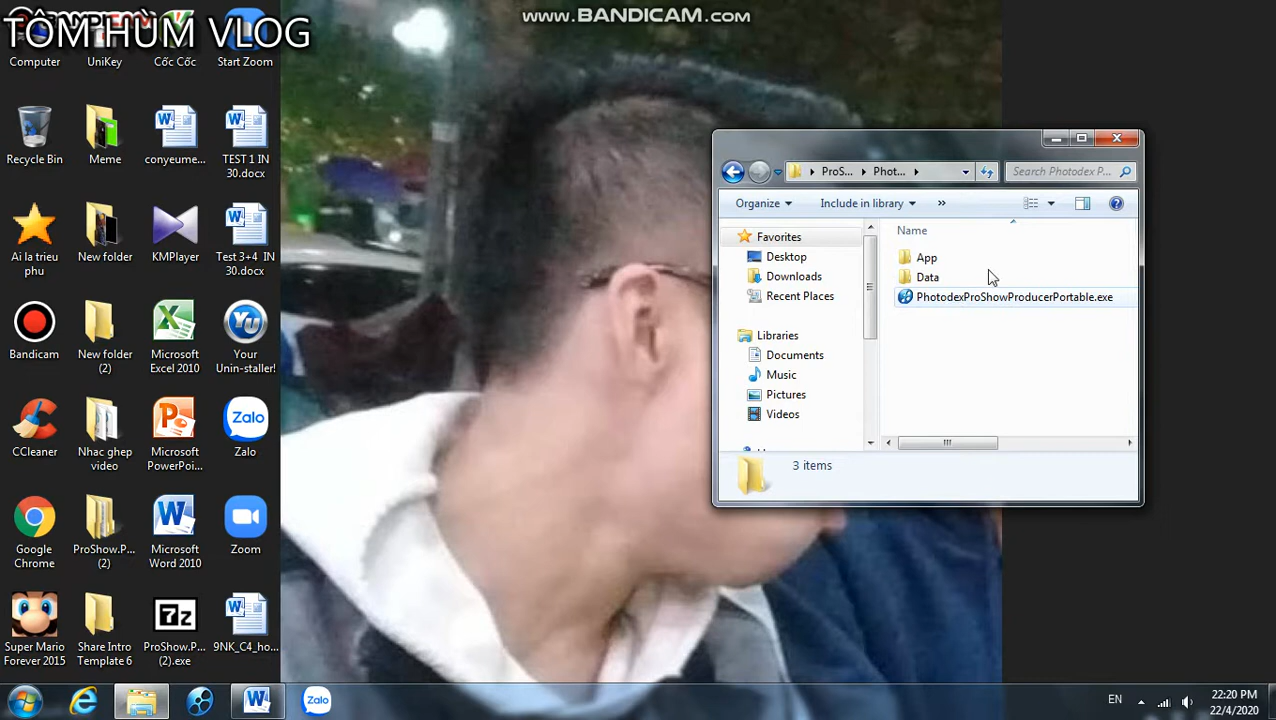 www.BANDICAM.com
TÔM HÙM VLOG
Computer
UniKey
Cốc Cốc
Start Zoom
Recycle Bin
Meme
conyeume...
TEST 1 IN
30.docx
Ai la trieu
phu
New folder
KMPlayer
Test 3+4 IN
30.docx
Bandicam
New folder
(2)
Microsoft
Excel 2010
Your
Unin-staller!
CCleaner
Nhac ghep
video
Microsoft
PowerPoi...
Zalo
Zalo
Google
Chrome
ProShow.P...
(2)
Microsoft
Word 2010
Zoom
Super Mario
Forever 2015
Share Intro
Template 6
7z
ProShow.P...
(2).exe
9NK_C4_ho...
ProS...
Phot...
Search Photodex P...
Organize
Include in library
»
Favorites
Desktop
Downloads
Recent Places
Libraries
Documents
Music
Pictures
Videos
Name
App
Data
PhotodexProShowProducerPortable.exe
3 items
Zalo
EN
22:20 PM
22/4/2020